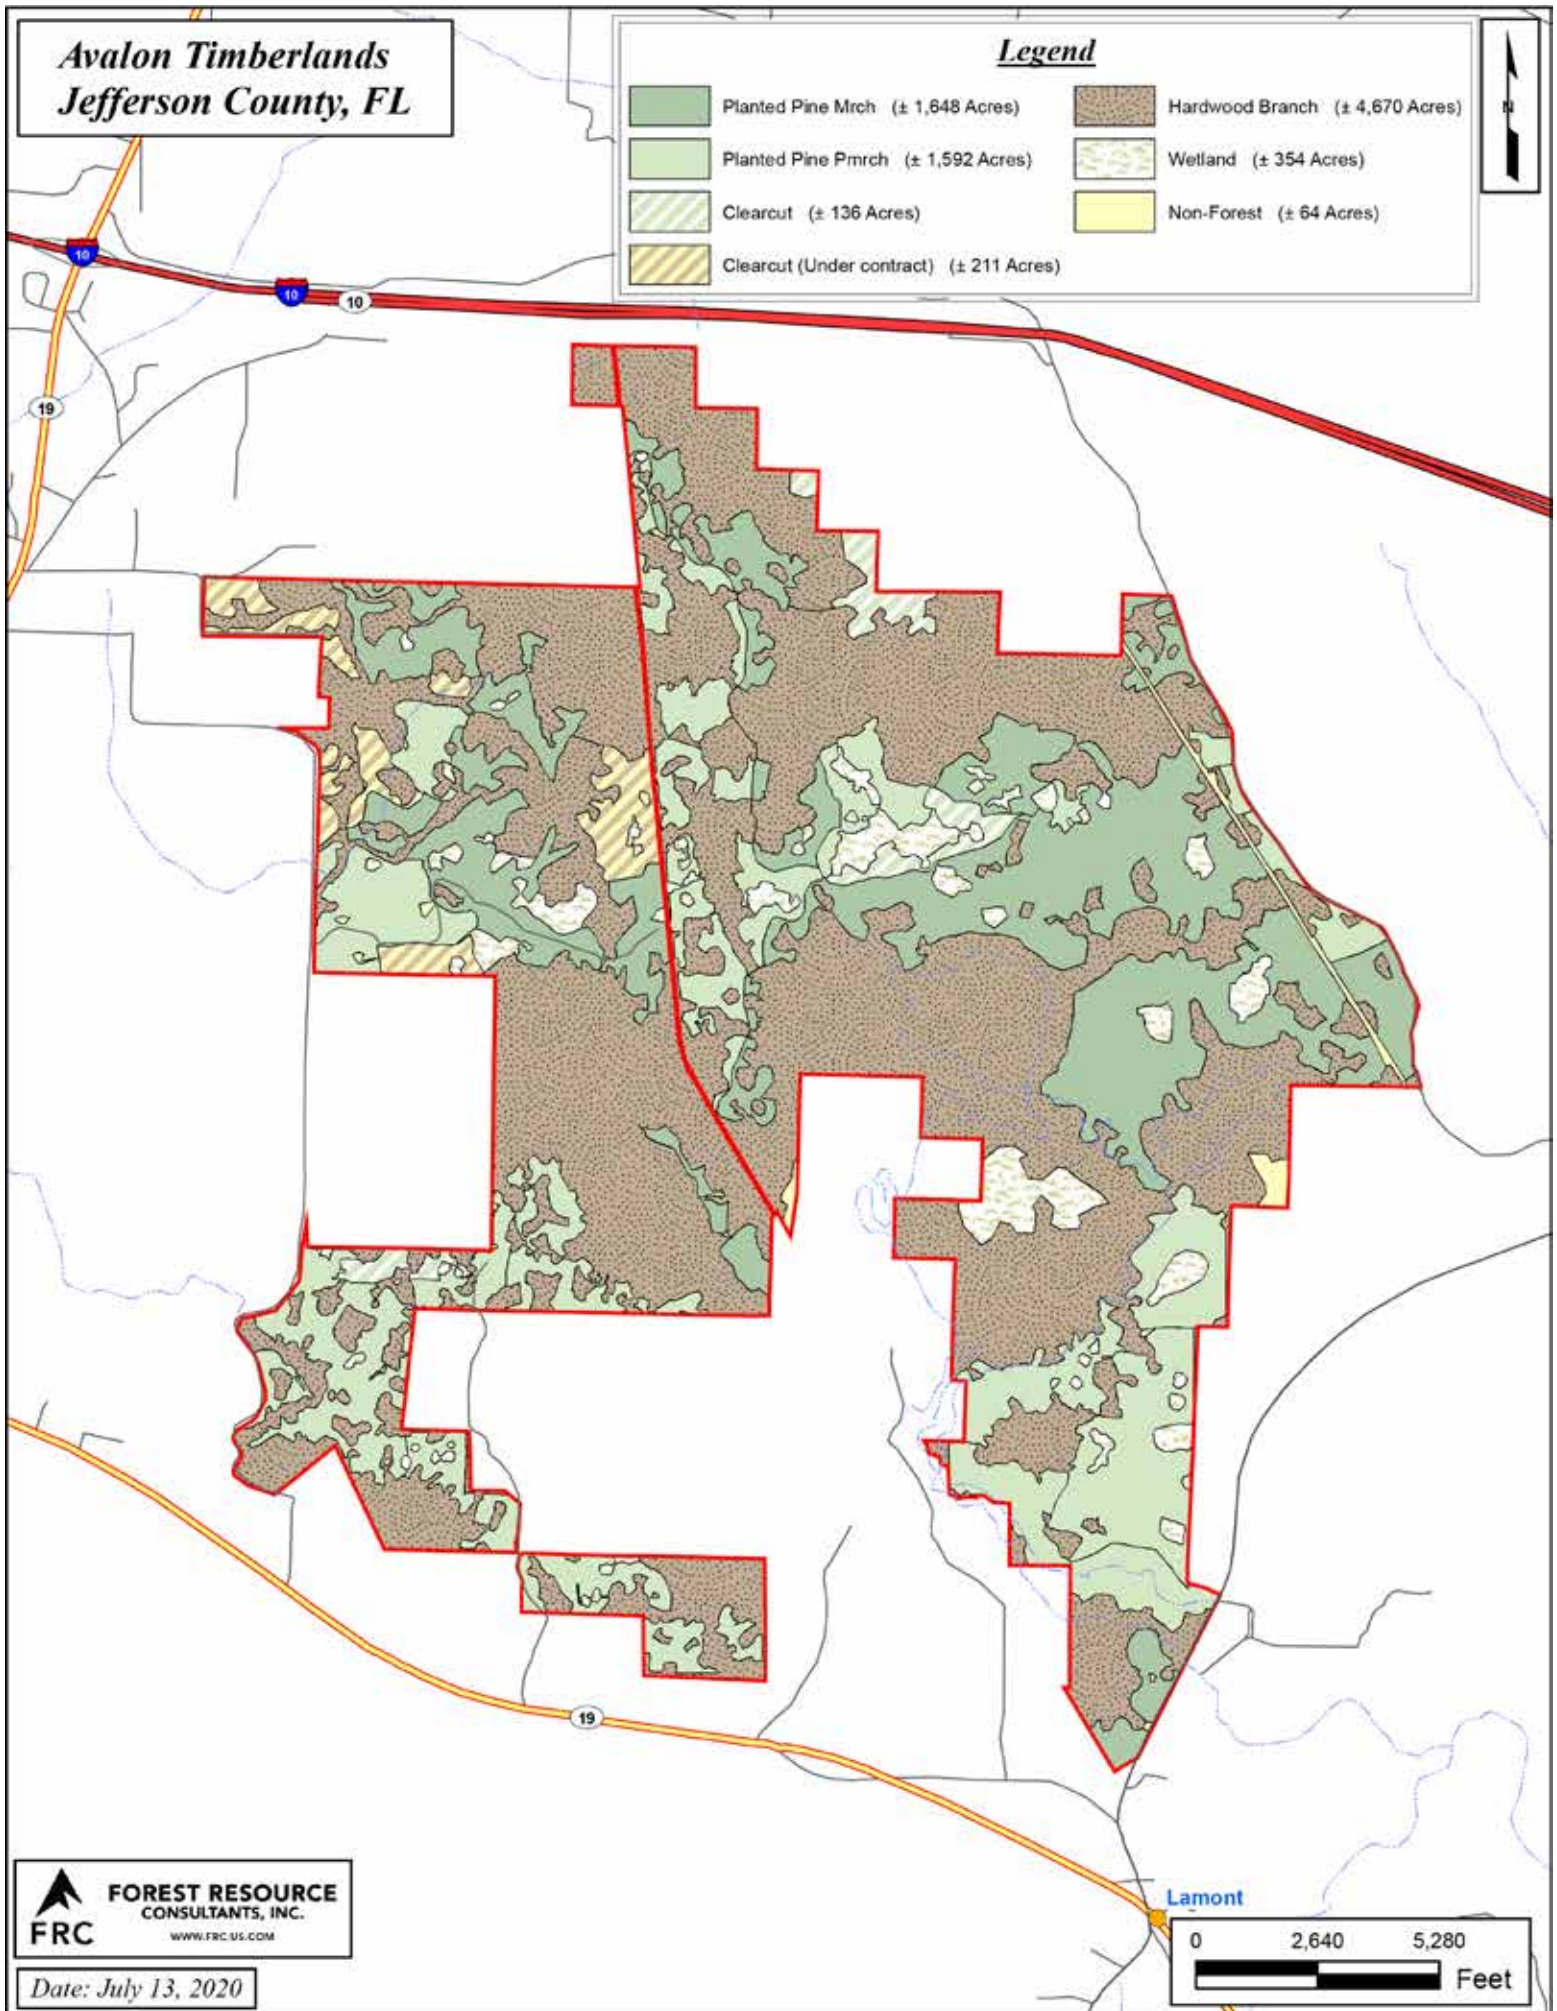 Avalon Timberlands
Jefferson County, FL
Legend
Planted Pine Mrch (± 1,648 Acres)
Planted Pine Pmrch (± 1,592 Acres)
Clearcut (± 136 Acres)
Clearcut (Under contract) (± 211 Acres)
Hardwood Branch (± 4,670 Acres)
Wetland (± 354 Acres)
Non-Forest (± 64 Acres)
N
10
10
10
19
19
Lamont
FRC
FOREST RESOURCE
CONSULTANTS, INC.
WWW.FRC.US.COM
Date: July 13, 2020
0 2,640 5,280
Feet